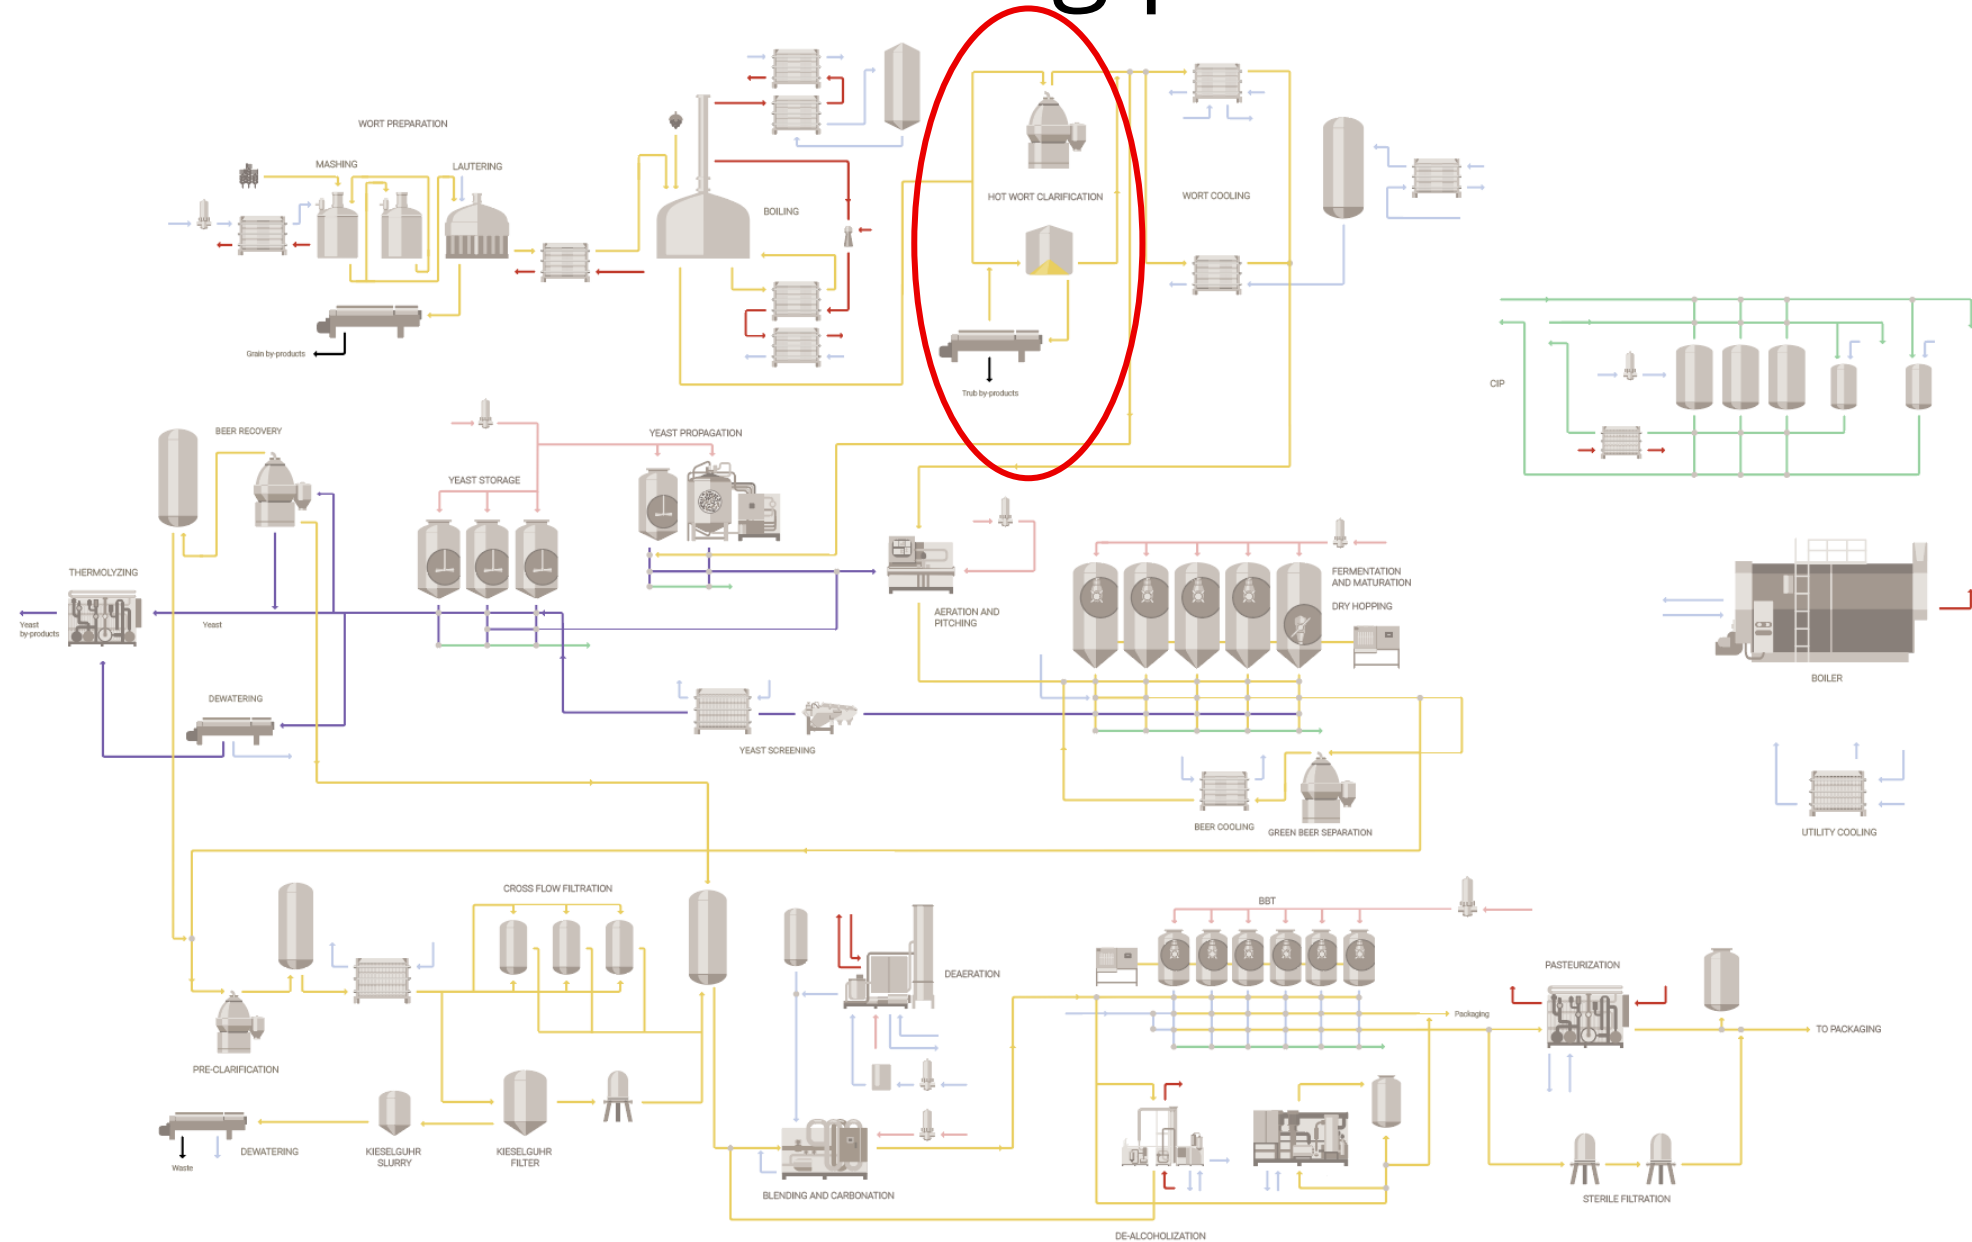 WORT PREPARATION
MASHING
LAUTERING
BOILING
HOT WORT CLARIFICATION
WORT COOLING
Grain by-products
Trub by-products
CIP
BEER RECOVERY
YEAST PROPAGATION
YEAST STORAGE
THERMOLYZING
FERMENTATION
AND MATURATION
DRY HOPPING
AERATION AND
PITCHING
Yeast
by-products
Yeast
BOILER
DEWATERING
YEAST SCREENING
BEER COOLING
GREEN BEER SEPARATION
UTILITY COOLING
CROSS FLOW FILTRATION
BBT
DEAERATION
PASTEURIZATION
Packaging
TO PACKAGING
PRE-CLARIFICATION
DEWATERING
KIESELGUHR
SLURRY
KIESELGUHR
FILTER
Waste
BLENDING AND CARBONATION
STERILE FILTRATION
DE-ALCOHOLIZATION